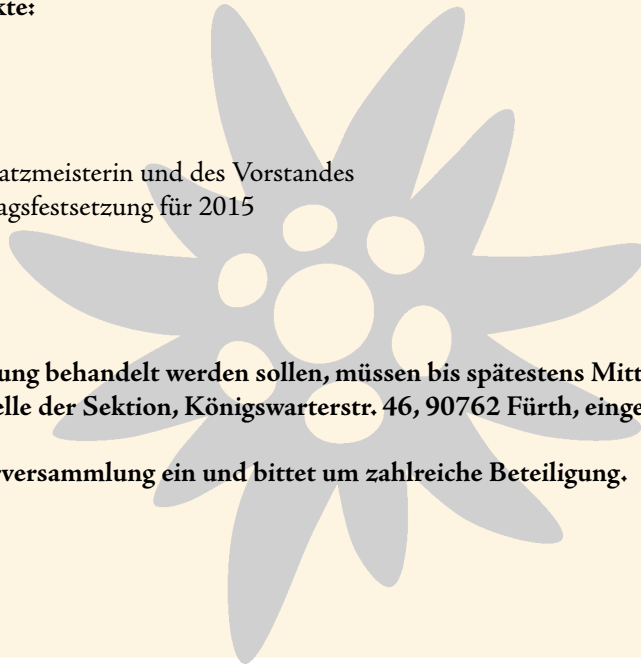 kte:
atzmeisterin und des Vorstandes
agsfestsetzung für 2015
ung behandelt werden sollen, müssen bis spätestens Mitt
elle der Sektion, Königswarterstr. 46, 90762 Fürth, einge
versammlung ein und bittet um zahlreiche Beteiligung.